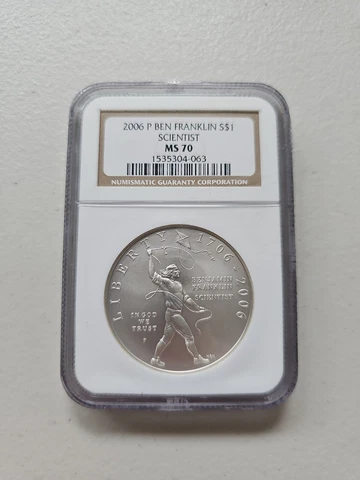 2006 P BEN FRANKLIN S$1
SCIENTIST
MS 70
1535304-063
NUMISMATIC GUARANTY CORPORATION
LIBERTY 1706 · 2006
BENJAMIN
FRANKLIN
SCIENTIST
IN GOD
WE
TRUST
P